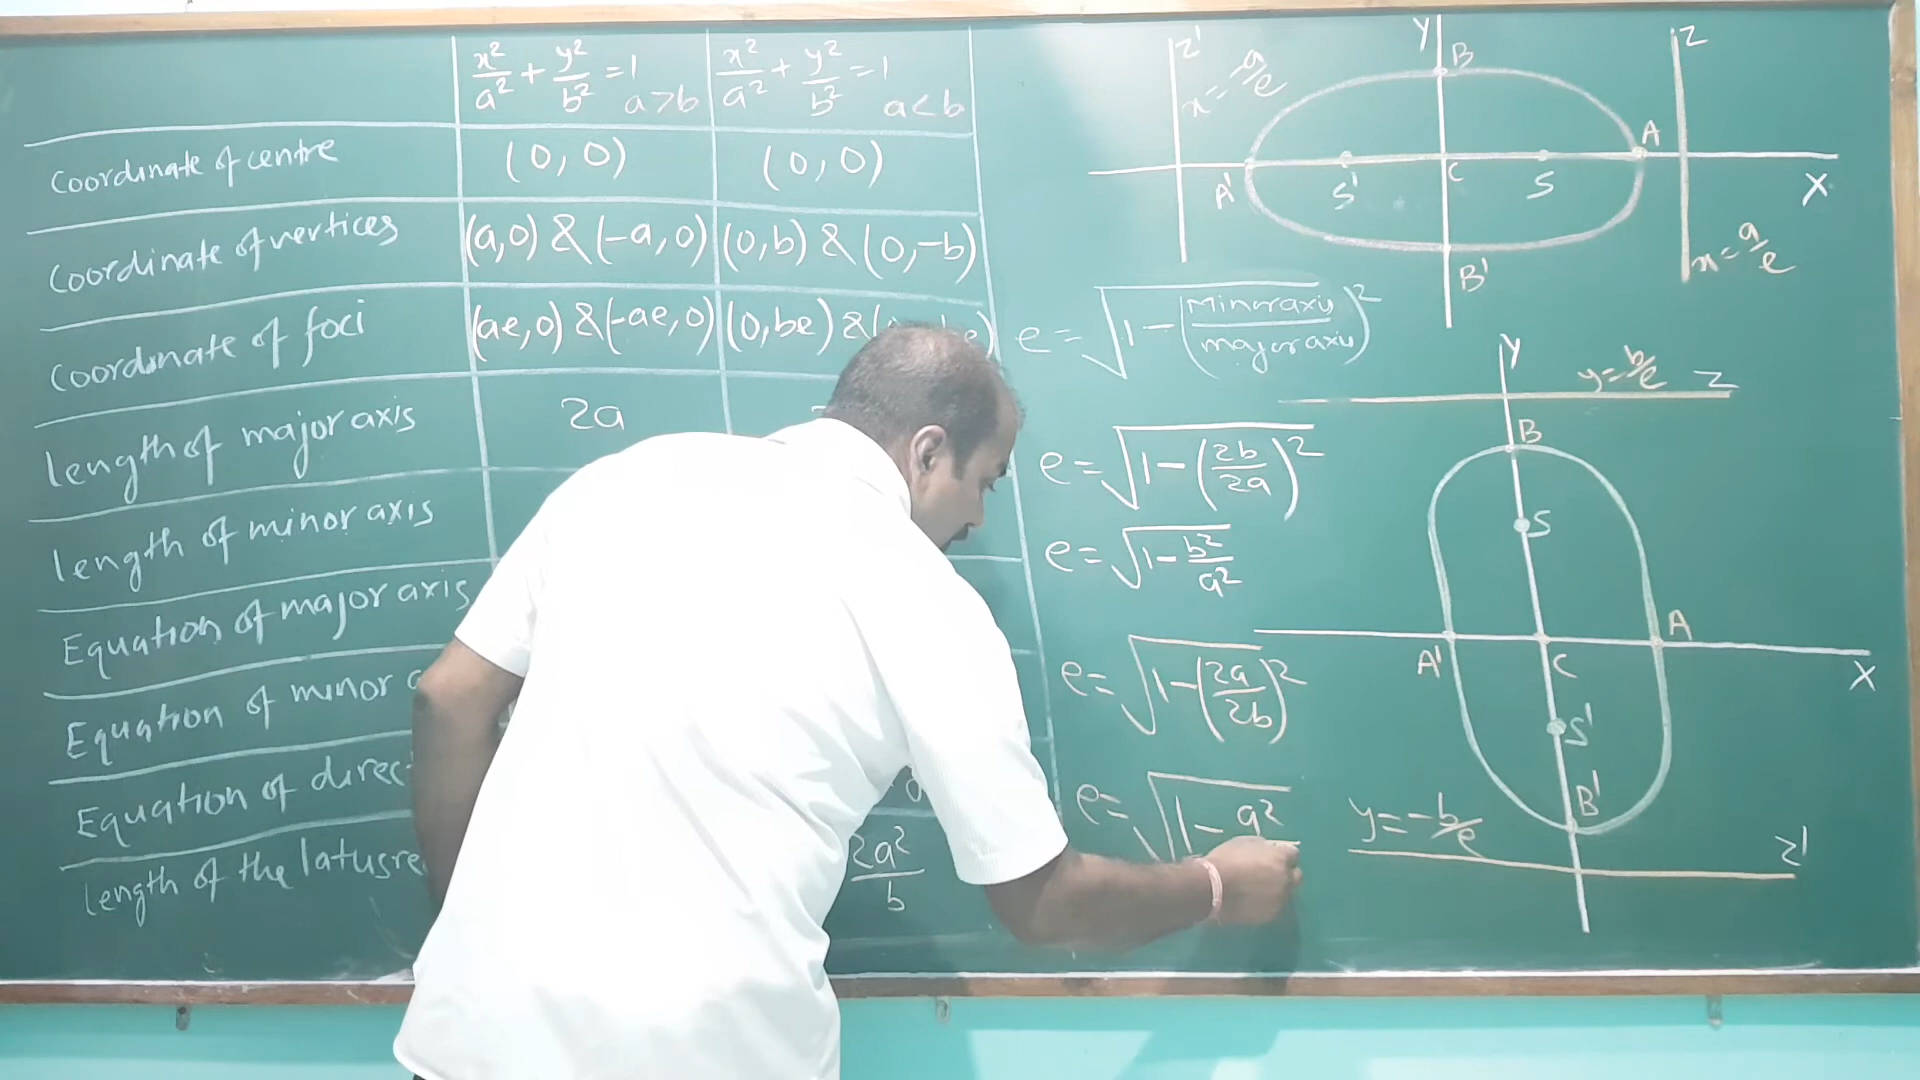 x²/a² + y²/b² = 1 a>b
x²/a² + y²/b² = 1 a<b
Coordinate of centre (0,0) (0,0)
Coordinate of vertices (a,0) & (-a,0) (0,b) & (0,-b)
Coordinate of foci (ae,0) & (-ae,0) (0,be) &
length of major axis 2a
length of minor axis
Equation of major axis
Equation of minor
Equation of direc
length of the latusre 2a²/b
Z' x = -a/e
Y B
Z
A' S' C S A X
B' x = a/e
e = √(1-(Minor axis/major axis)²)
e = √(1-(2b/2a)²)
e = √(1-b²/a²)
e = √(1-(2a/2b)²)
e = √(1-a²
Y y = b/e Z
B
S
A' C A X
S'
B'
y = -b/e Z'